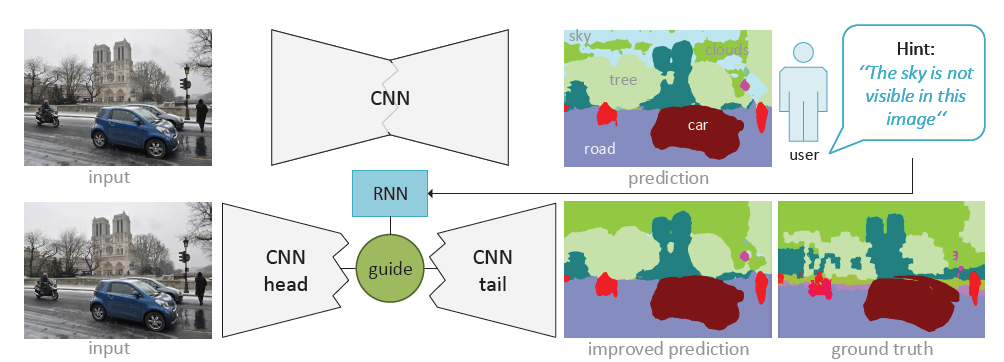 sky
clouds
tree
car
road
CNN
Hint:
“The sky is not
visible in this
image“
user
input
prediction
RNN
CNN
head
guide
CNN
tail
input
improved prediction
ground truth